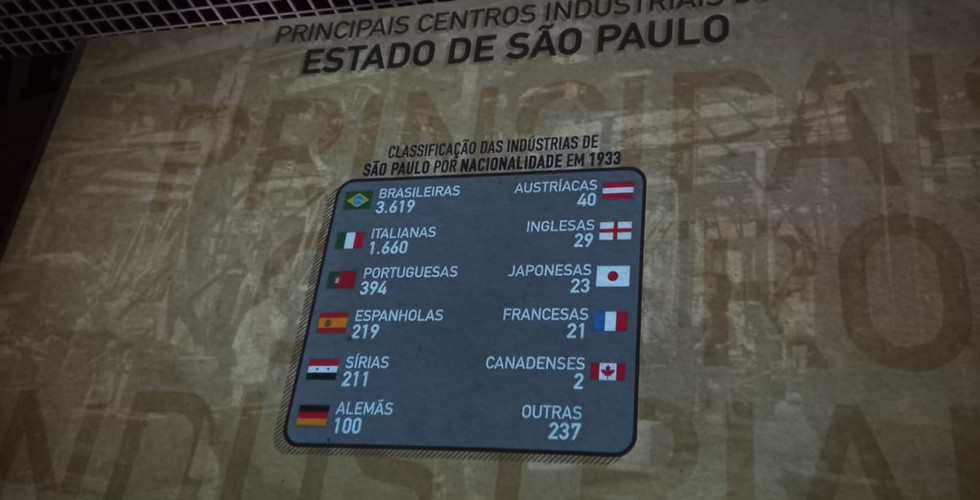 PRINCIPAIS CENTROS INDUSTRIAIS
ESTADO DE SÃO PAULO
CLASSIFICAÇÃO DAS INDÚSTRIAS DE
SÃO PAULO POR NACIONALIDADE EM 1933
BRASILEIRAS
3.619
ITALIANAS
1.660
PORTUGUESAS
394
ESPANHOLAS
219
SÍRIAS
211
ALEMÃS
100
AUSTRÍACAS
40
INGLESAS
29
JAPONESAS
23
FRANCESAS
21
CANADENSES
2
OUTRAS
237